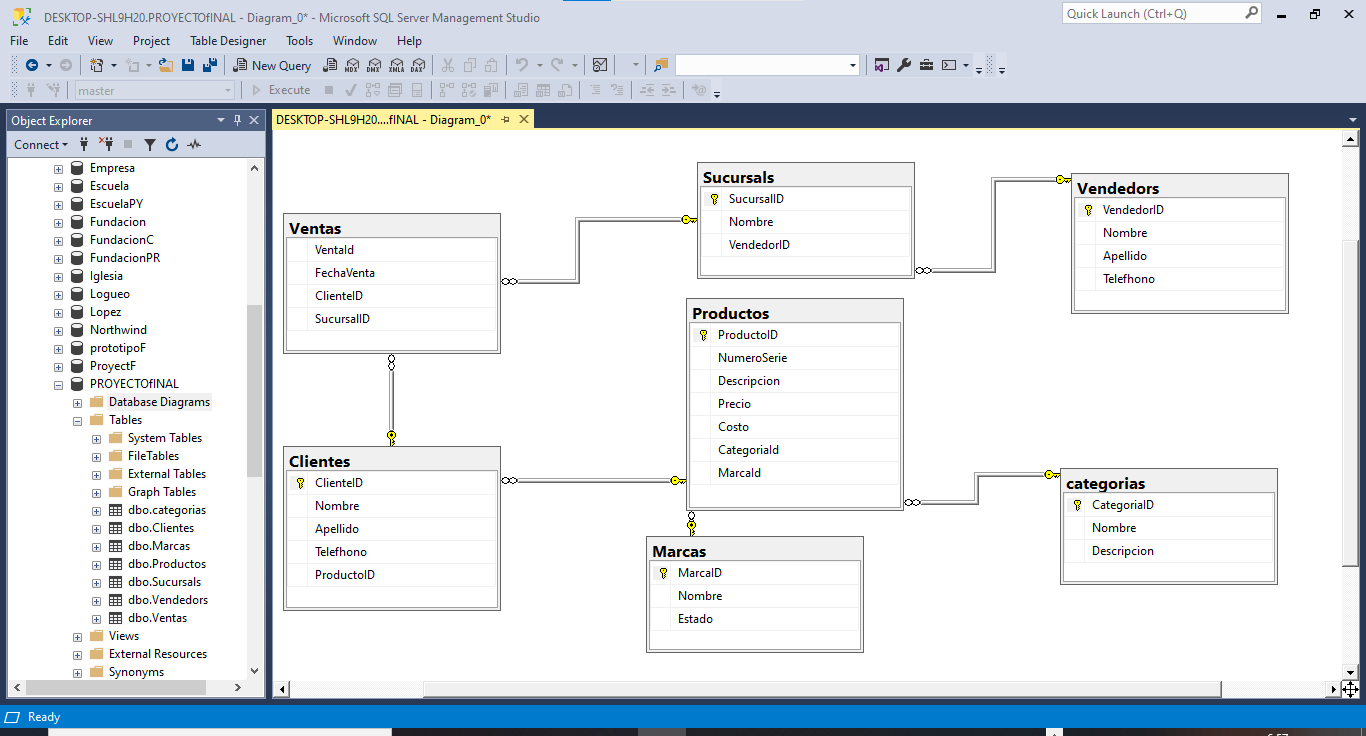 DESKTOP-SHL9H20.PROYECTOfINAL - Diagram_0* - Microsoft SQL Server Management Studio
Quick Launch (Ctrl+Q)
File Edit View Project Table Designer Tools Window Help
New Query MDX DMX XMLA DAX
master Execute
Object Explorer
Connect
Empresa
Escuela
EscuelaPY
Fundacion
FundacionC
FundacionPR
Iglesia
Logueo
Lopez
Northwind
prototipoF
ProyectF
PROYECTOfINAL
Database Diagrams
Tables
System Tables
FileTables
External Tables
Graph Tables
dbo.categorias
dbo.Clientes
dbo.Marcas
dbo.Productos
dbo.Sucursals
dbo.Vendedors
dbo.Ventas
Views
External Resources
Synonyms
DESKTOP-SHL9H20....fINAL - Diagram_0*
Ventas
VentaId
FechaVenta
ClienteID
SucursalID
Sucursals
SucursalID
Nombre
VendedorID
Vendedors
VendedorID
Nombre
Apellido
Telefhono
Productos
ProductoID
NumeroSerie
Descripcion
Precio
Costo
CategoriaId
MarcaId
Clientes
ClienteID
Nombre
Apellido
Telefhono
ProductoID
Marcas
MarcaID
Nombre
Estado
categorias
CategoriaID
Nombre
Descripcion
Ready